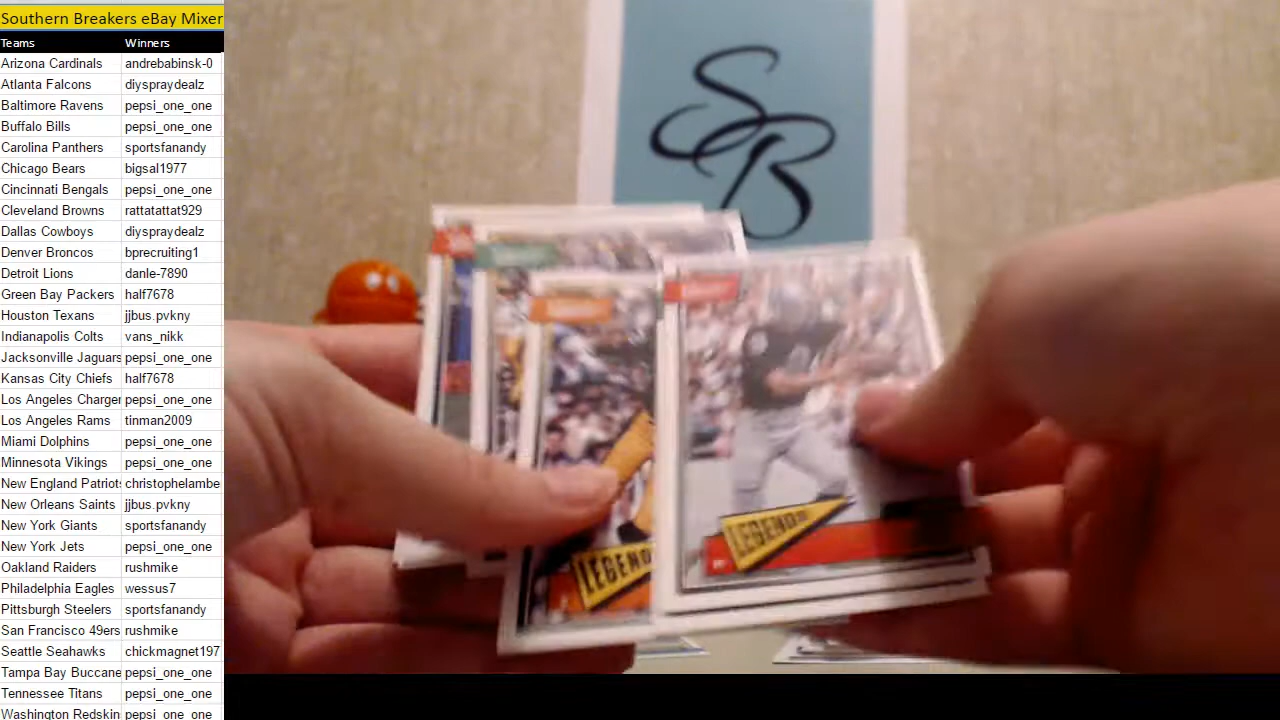 Southern Breakers eBay Mixer
Teams Winners
Arizona Cardinals andrebabinsk-0
Atlanta Falcons diyspraydealz
Baltimore Ravens pepsi_one_one
Buffalo Bills pepsi_one_one
Carolina Panthers sportsfanandy
Chicago Bears bigsal1977
Cincinnati Bengals pepsi_one_one
Cleveland Browns rattatattat929
Dallas Cowboys diyspraydealz
Denver Broncos bprecruiting1
Detroit Lions danle-7890
Green Bay Packers half7678
Houston Texans jjbus.pvkny
Indianapolis Colts vans_nikk
Jacksonville Jaguars pepsi_one_one
Kansas City Chiefs half7678
Los Angeles Charger pepsi_one_one
Los Angeles Rams tinman2009
Miami Dolphins pepsi_one_one
Minnesota Vikings pepsi_one_one
New England Patriots christophelambe
New Orleans Saints jjbus.pvkny
New York Giants sportsfanandy
New York Jets pepsi_one_one
Oakland Raiders rushmike
Philadelphia Eagles wessus7
Pittsburgh Steelers sportsfanandy
San Francisco 49ers rushmike
Seattle Seahawks chickmagnet197
Tampa Bay Buccane pepsi_one_one
Tennessee Titans pepsi_one_one
Washington Redskin pepsi_one_one
SB
LEGENDS
LEGEND